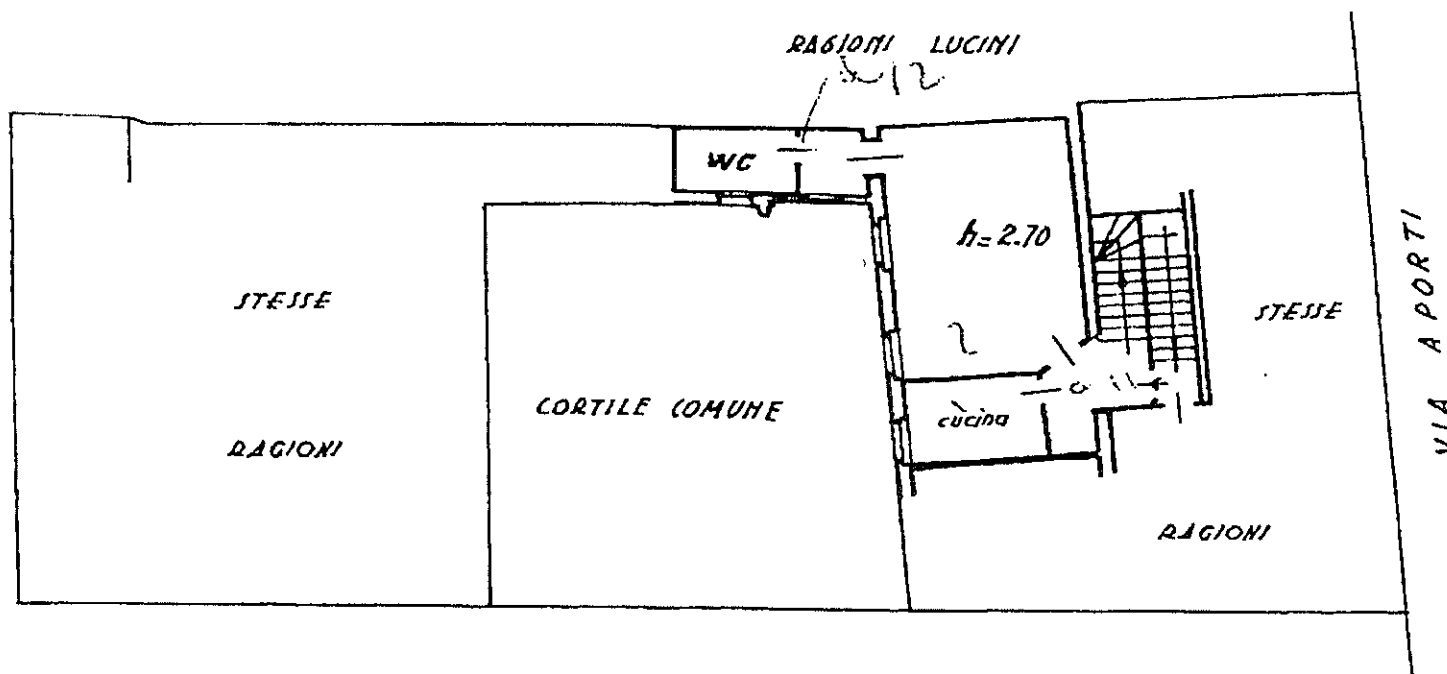 RAGIONI LUCINI
WC
h=2.70
STESSE
STESSE
CORTILE COMUNE
cucina
RAGIONI
RAGIONI
VIA APORTI